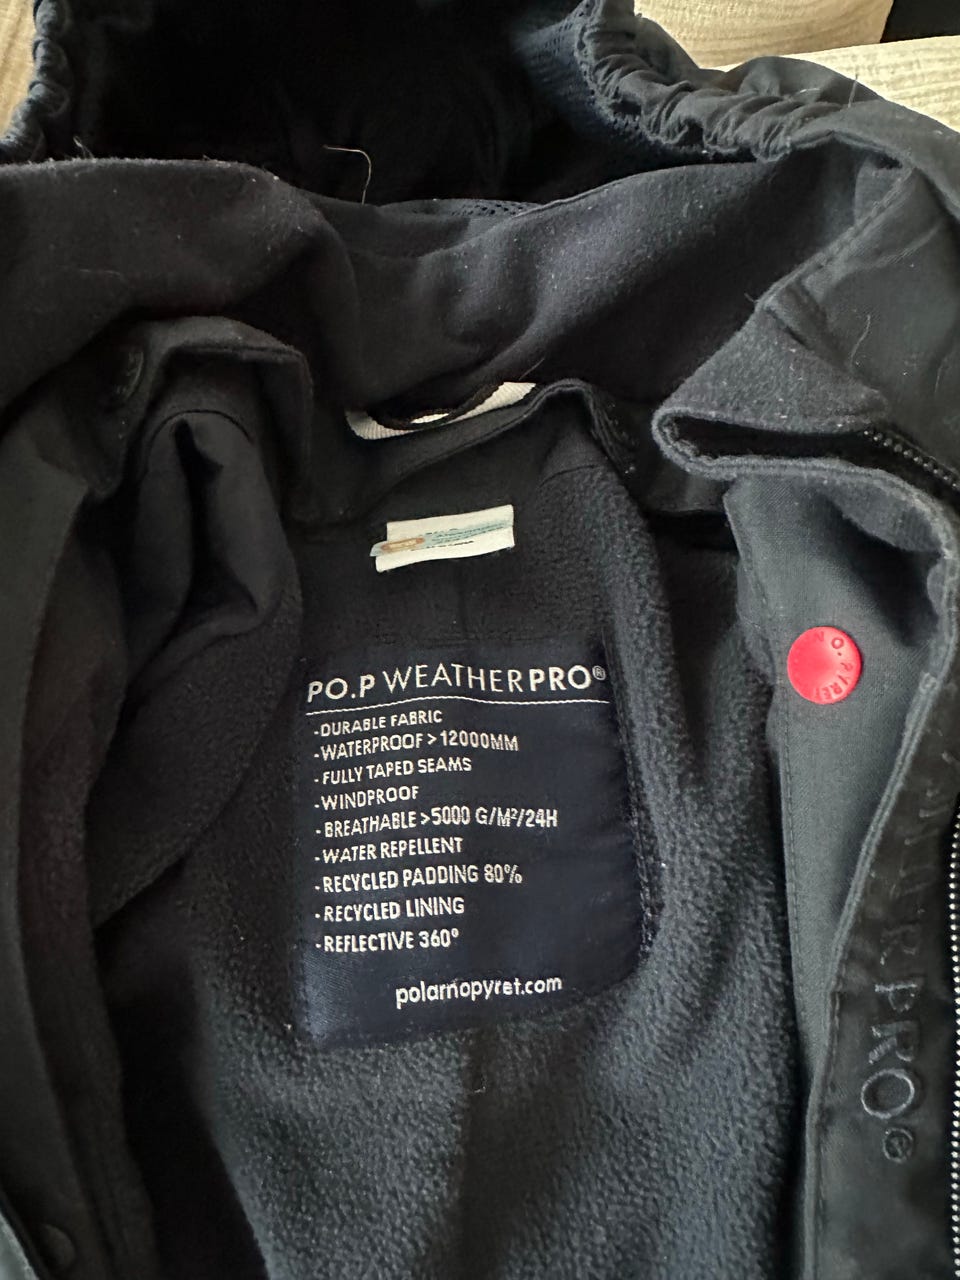 PO.P WEATHERPRO®
-DURABLE FABRIC
-WATERPROOF > 12000MM
-FULLY TAPED SEAMS
-WINDPROOF
-BREATHABLE >5000 G/M²/24H
-WATER REPELLENT
-RECYCLED PADDING 80%
-RECYCLED LINING
-REFLECTIVE 360°
polarnopyret.com
PRO®